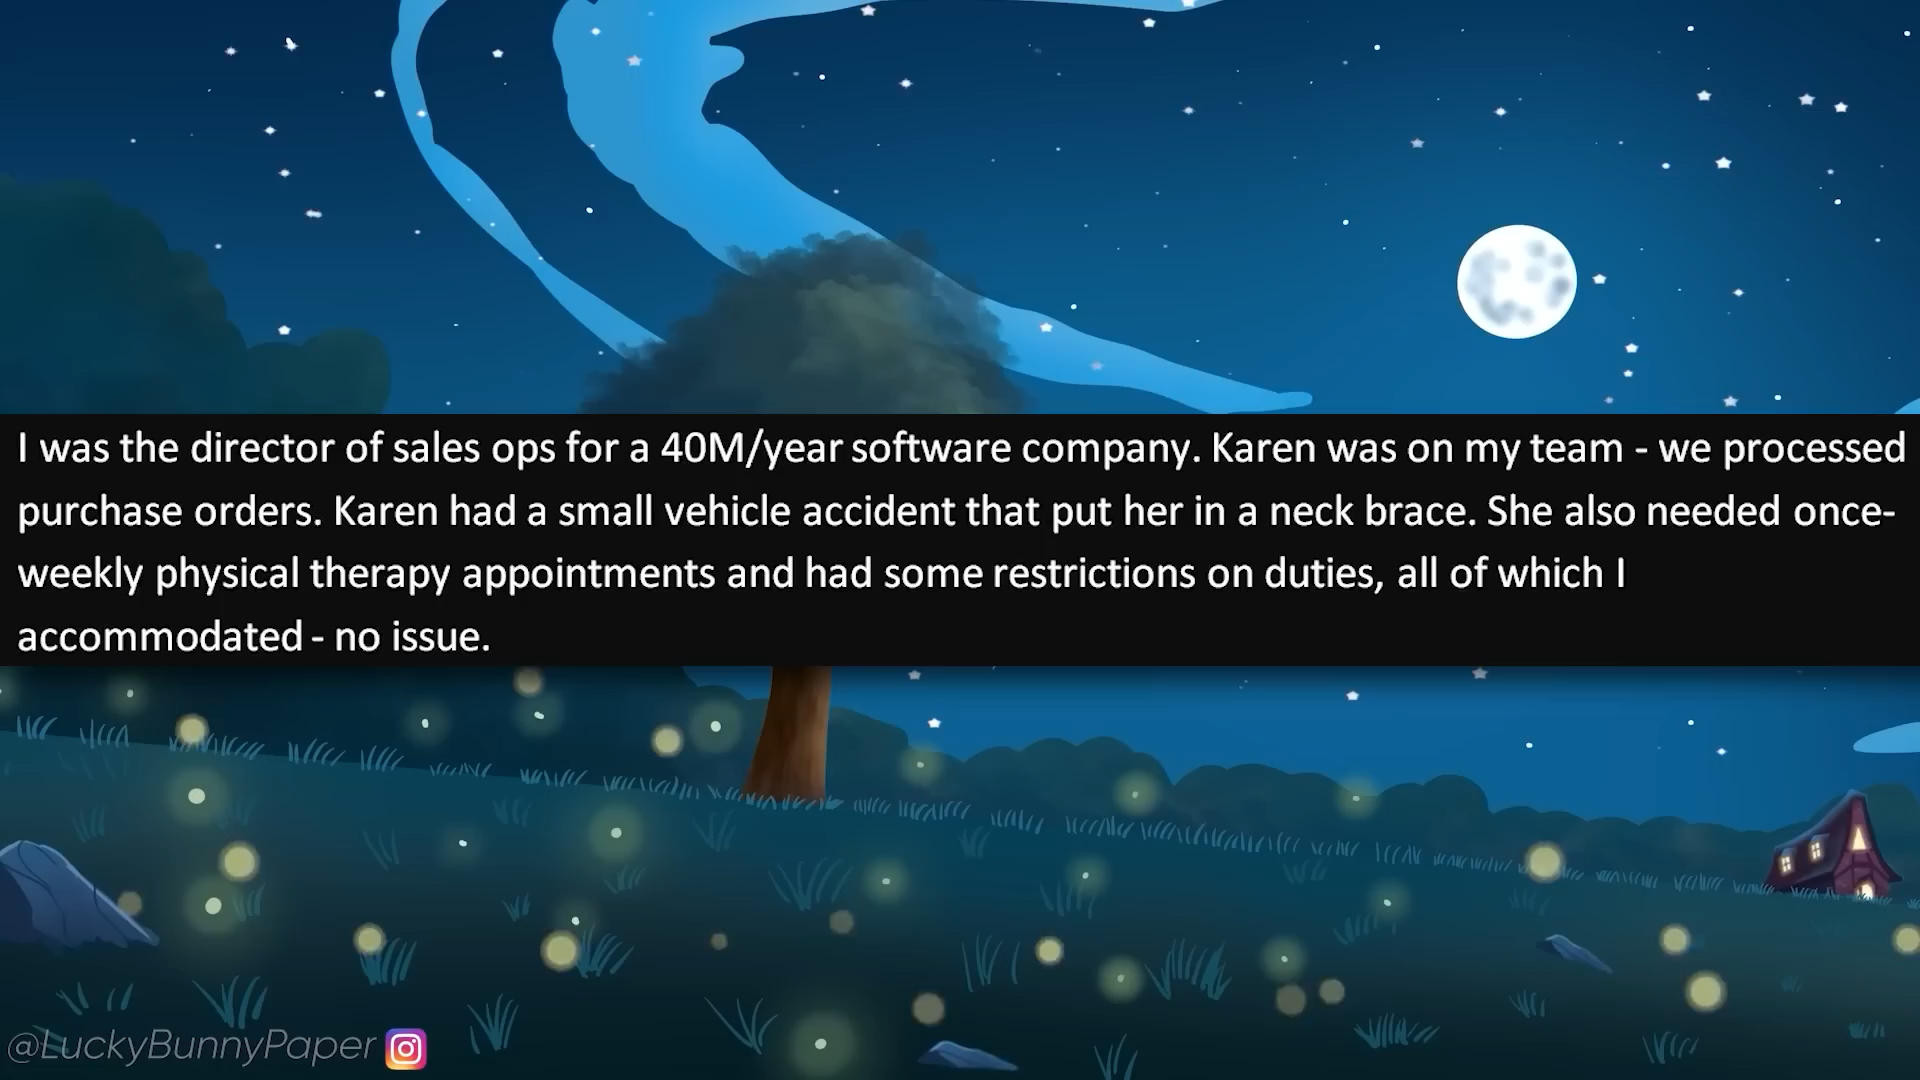 I was the director of sales ops for a 40M/year software company. Karen was on my team - we processed
purchase orders. Karen had a small vehicle accident that put her in a neck brace. She also needed once-
weekly physical therapy appointments and had some restrictions on duties, all of which I
accommodated - no issue.
@LuckyBunnyPaper